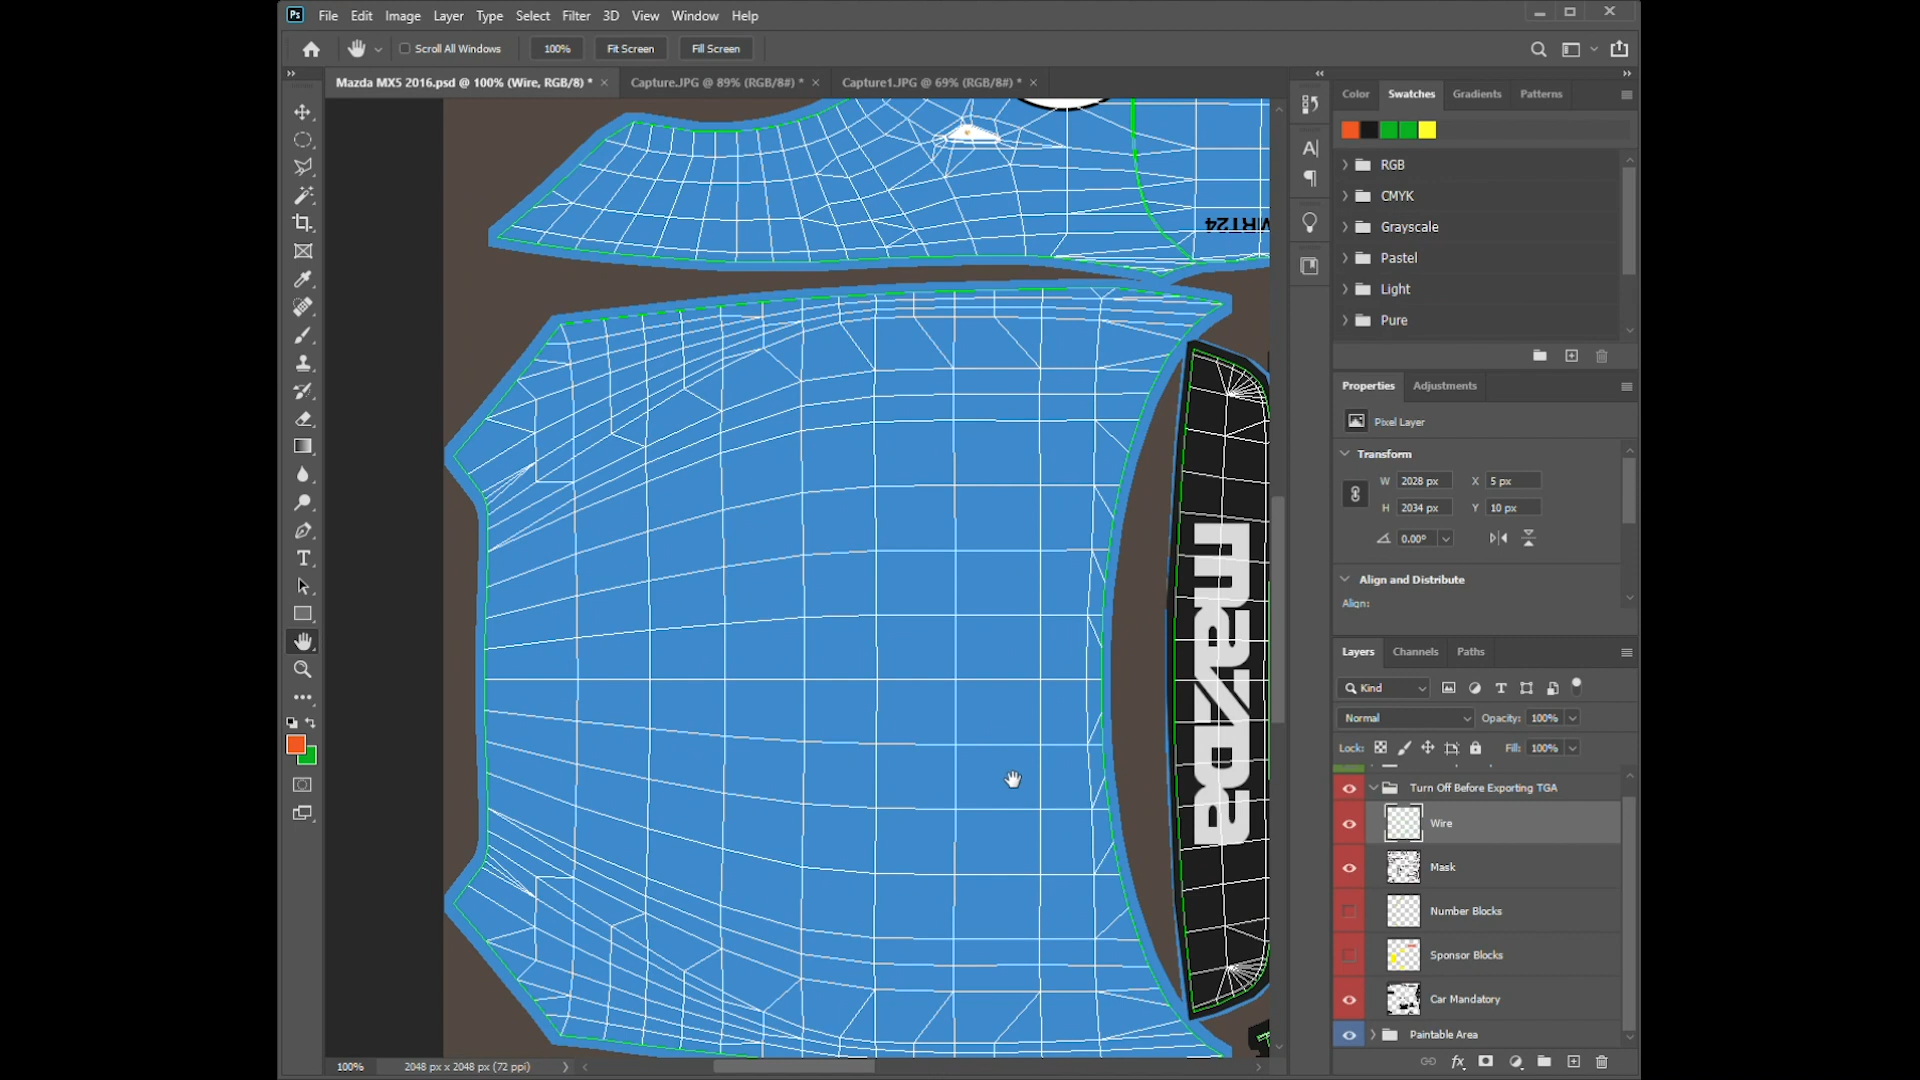 Ps File Edit Image Layer Type Select Filter 3D View Window Help
Scroll All Windows 100% Fit Screen Fill Screen
Mazda MX5 2016.psd @ 100% (Wire, RGB/8) * × Capture.JPG @ 89% (RGB/8#) * × Capture1.JPG @ 69% (RGB/8#) * ×
Color Swatches Gradients Patterns
RGB
CMYK
Grayscale
Pastel
Light
Pure
WRT24
mazda
Properties Adjustments
Pixel Layer
Transform
W 2028 px X 5 px
H 2034 px Y 10 px
0.00°
Align and Distribute
Align:
Layers Channels Paths
Kind
Normal Opacity: 100%
Lock: Fill: 100%
Turn Off Before Exporting TGA
Wire
Mask
Number Blocks
Sponsor Blocks
Car Mandatory
Paintable Area
100% 2048 px x 2048 px (72 ppi)